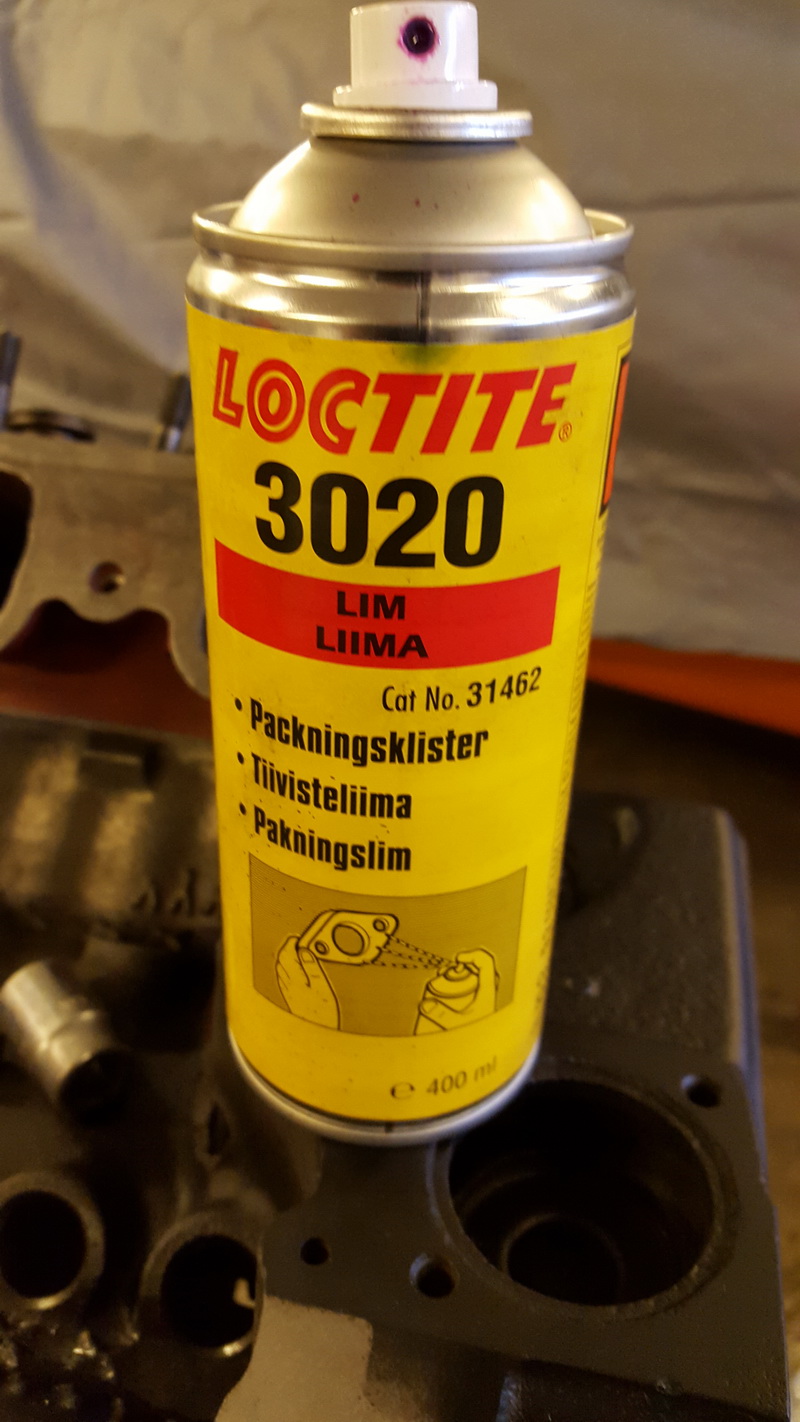 LOCTITE®
3020
LIM
LIIMA
Cat No. 31462
• Packningsklister
• Tiivisteliima
• Pakningslim
℮ 400 ml